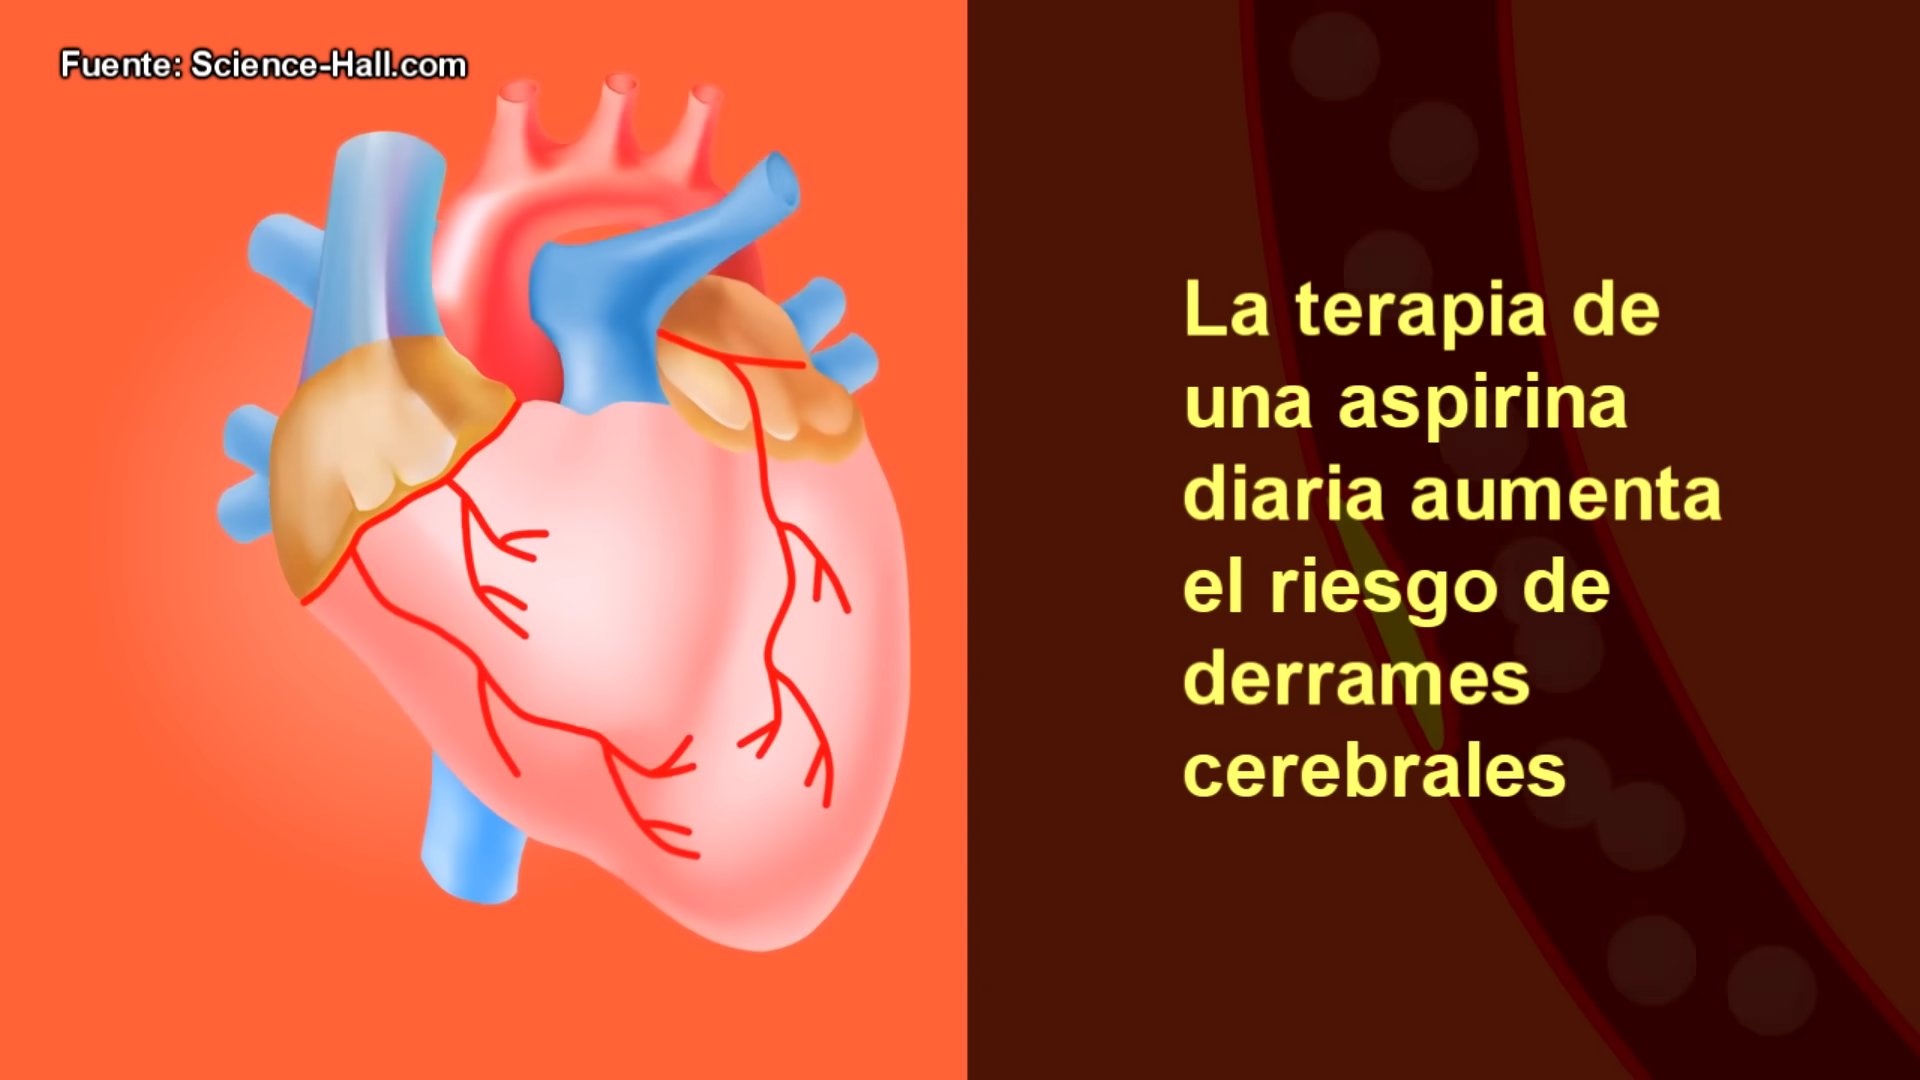 Fuente: Science-Hall.com
La terapia de
una aspirina
diaria aumenta
el riesgo de
derrames
cerebrales